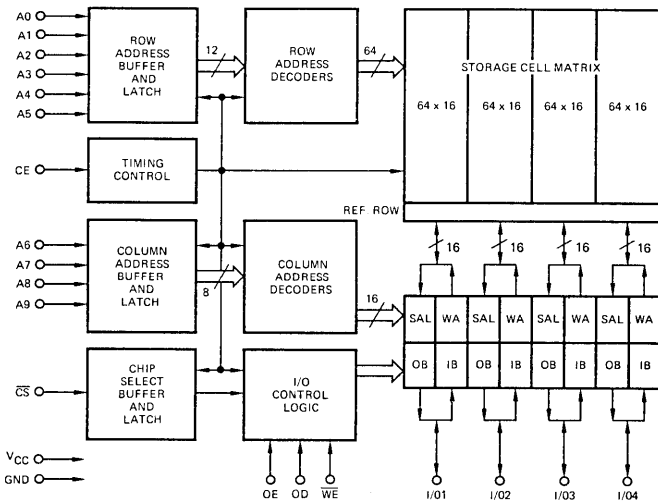 A0
A1
A2
A3
A4
A5
ROW
ADDRESS
BUFFER
AND
LATCH
12
ROW
ADDRESS
DECODERS
64
STORAGE CELL MATRIX
64 x 16
64 x 16
64 x 16
64 x 16
CE
TIMING
CONTROL
REF ROW
16
16
16
16
A6
A7
A8
A9
COLUMN
ADDRESS
BUFFER
AND
LATCH
8
COLUMN
ADDRESS
DECODERS
16
SAL WA SAL WA SAL WA SAL WA
OB IB OB IB OB IB OB IB
CS
CHIP
SELECT
BUFFER
AND
LATCH
I/O
CONTROL
LOGIC
VCC
GND
OE
OD
WE
I/01
I/02
I/03
I/04